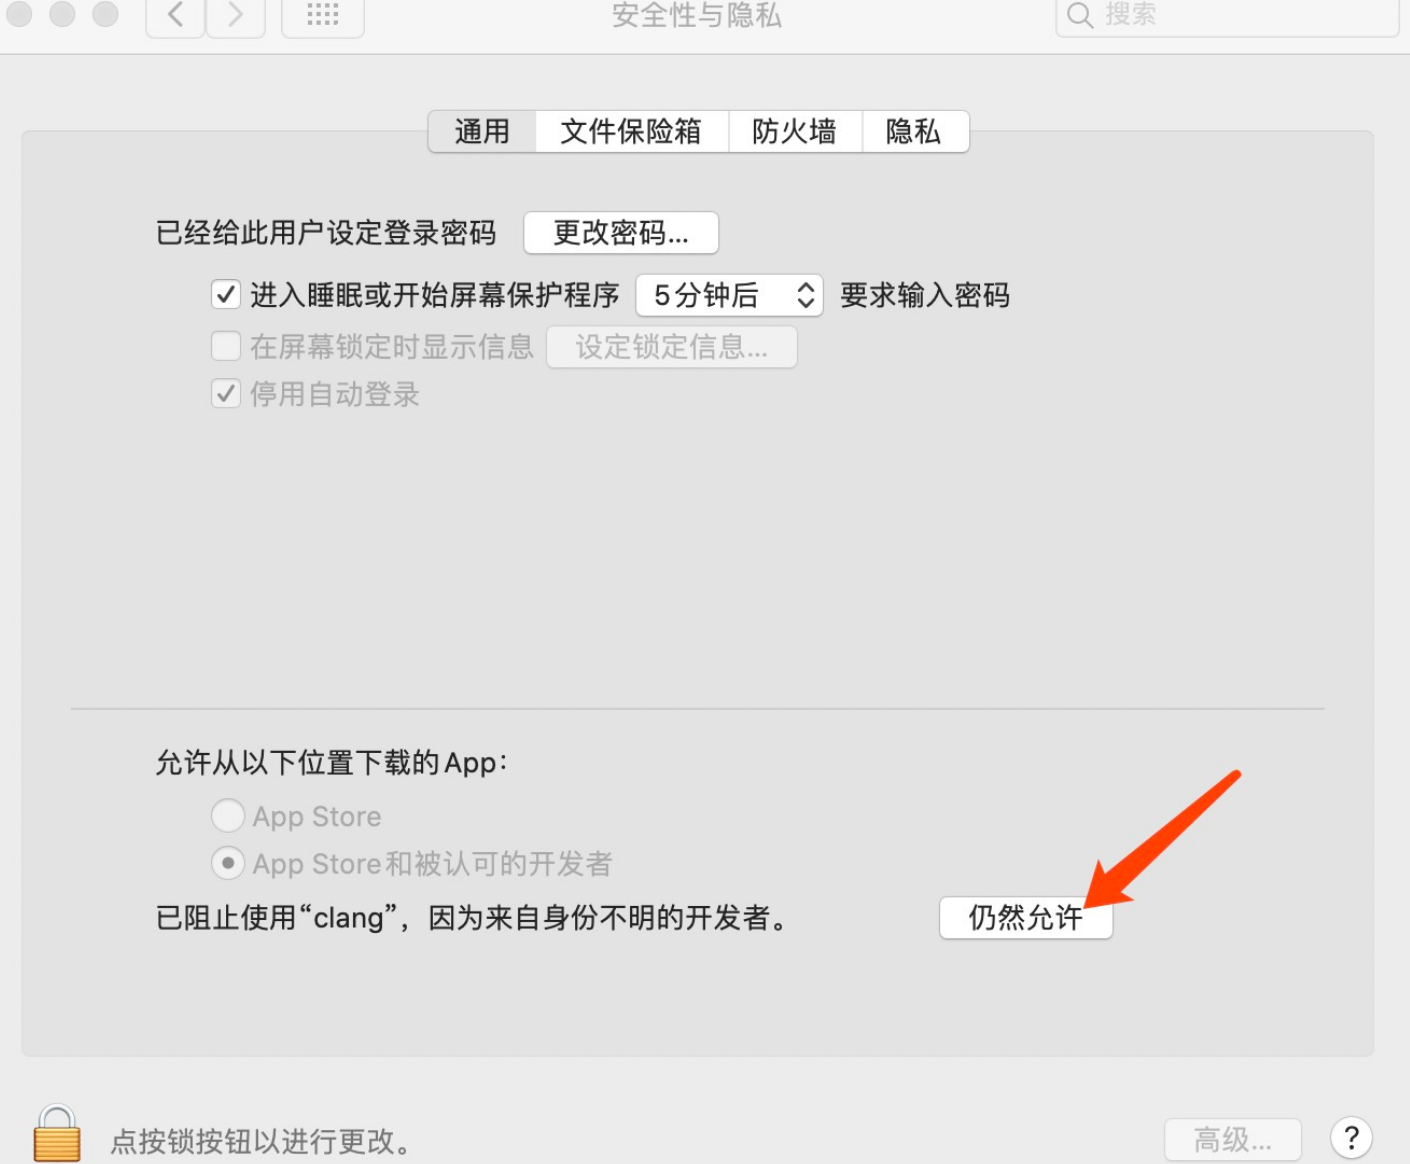 安全性与隐私
搜索
通用 文件保险箱 防火墙 隐私
已经给此用户设定登录密码 更改密码...
进入睡眠或开始屏幕保护程序 5分钟后 要求输入密码
在屏幕锁定时显示信息 设定锁定信息...
停用自动登录
允许从以下位置下载的App：
App Store
App Store和被认可的开发者
已阻止使用“clang”，因为来自身份不明的开发者。 仍然允许
点按锁按钮以进行更改。 高级... ?